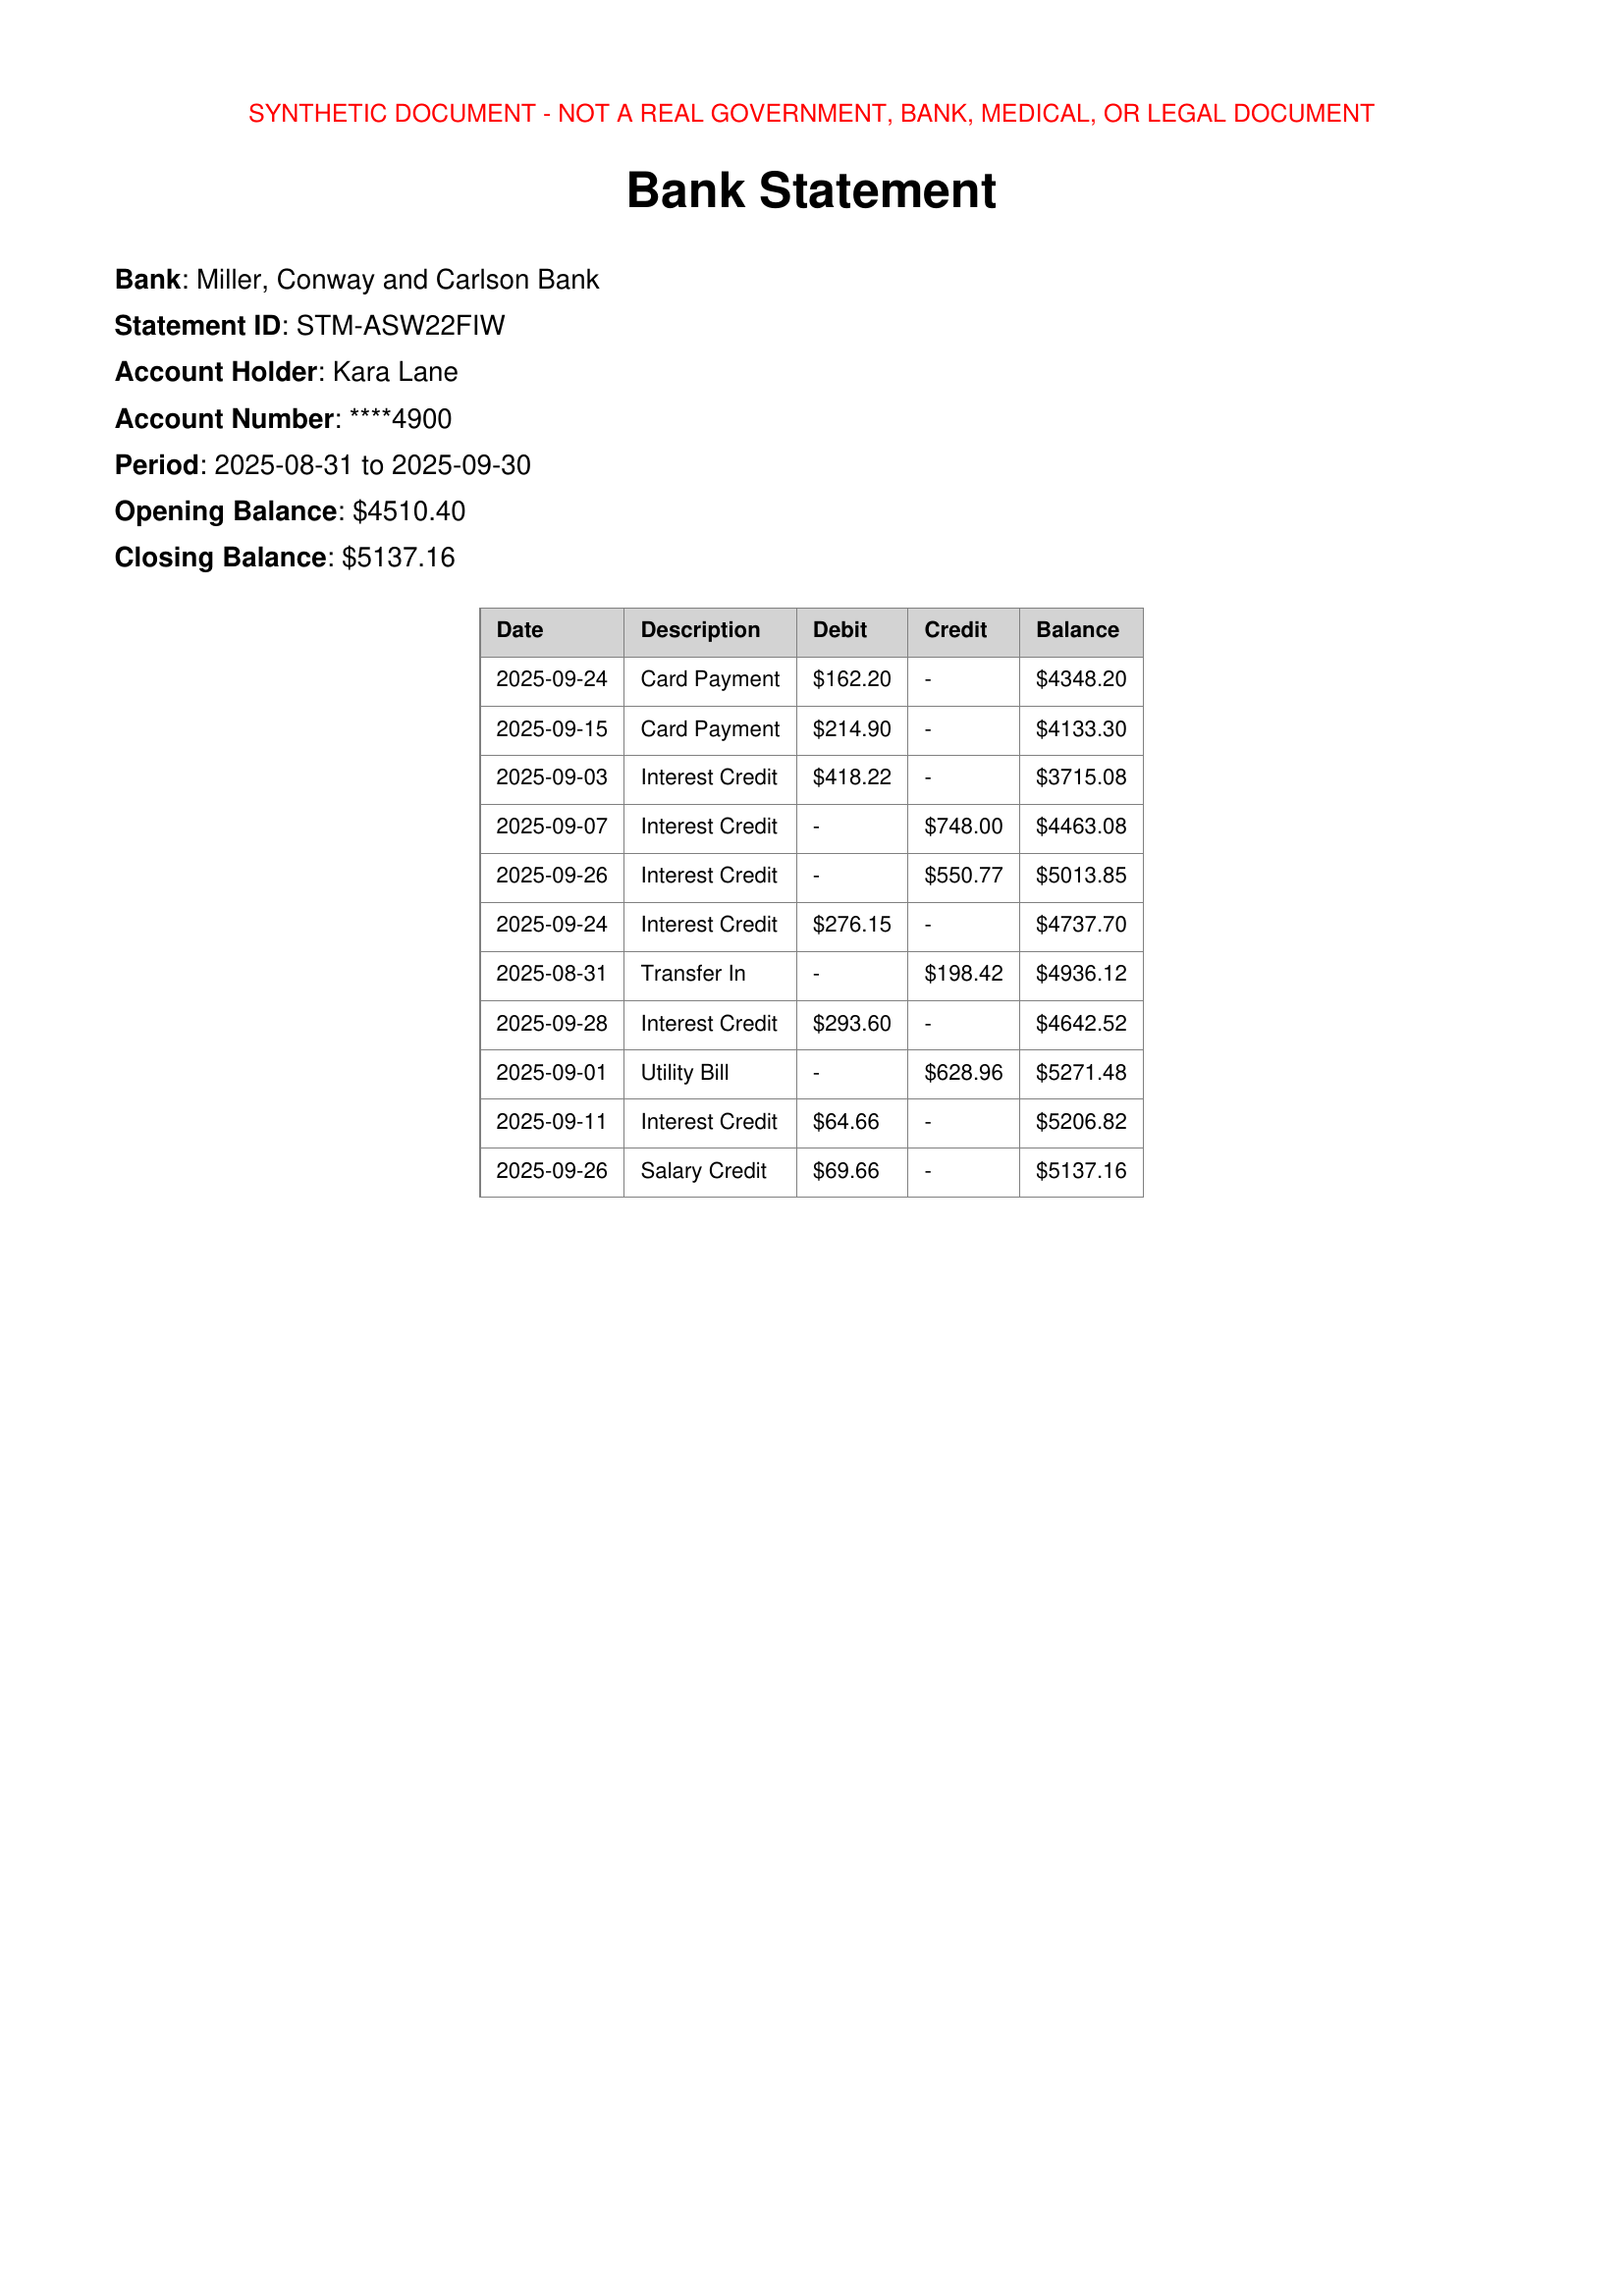 SYNTHETIC DOCUMENT - NOT A REAL GOVERNMENT, BANK, MEDICAL, OR LEGAL DOCUMENT
Bank Statement
Bank: Miller, Conway and Carlson Bank
Statement ID: STM-ASW22FIW
Account Holder: Kara Lane
Account Number: ****4900
Period: 2025-08-31 to 2025-09-30
Opening Balance: $4510.40
Closing Balance: $5137.16
Date Description Debit Credit Balance
2025-09-24 Card Payment $162.20 - $4348.20
2025-09-15 Card Payment $214.90 - $4133.30
2025-09-03 Interest Credit $418.22 - $3715.08
2025-09-07 Interest Credit - $748.00 $4463.08
2025-09-26 Interest Credit - $550.77 $5013.85
2025-09-24 Interest Credit $276.15 - $4737.70
2025-08-31 Transfer In - $198.42 $4936.12
2025-09-28 Interest Credit $293.60 - $4642.52
2025-09-01 Utility Bill - $628.96 $5271.48
2025-09-11 Interest Credit $64.66 - $5206.82
2025-09-26 Salary Credit $69.66 - $5137.16